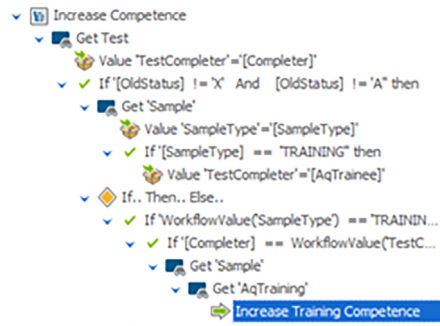 Increase Competence
Get Test
Value 'TestCompleter'='[Completer]'
If '[OldStatus] != 'X' And [OldStatus] != 'A'' then
Get 'Sample'
Value 'SampleType'='[SampleType]'
If '[SampleType] == "TRAINING" then
Value 'TestCompleter'='[AqTrainee]'
If.. Then.. Else..
If 'WorkflowValue('SampleType') =='TRAININ...
If '[Completer] == WorkflowValue('TestC...
Get 'Sample'
Get 'AqTraining'
Increase Training Competence